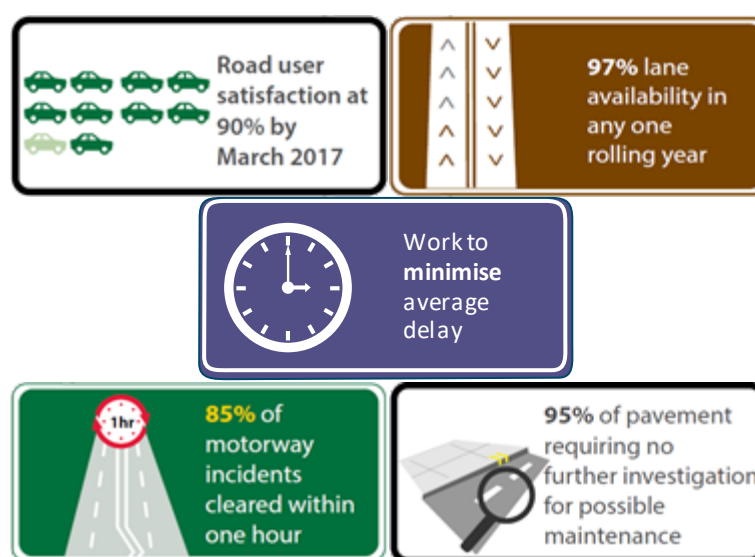 Road user
satisfaction at
90% by
March 2017
97% lane
availability in
any one
rolling year
Work to
minimise
average
delay
1hr
85% of
motorway
incidents
cleared within
one hour
95% of pavement
requiring no
further investigation
for possible
maintenance